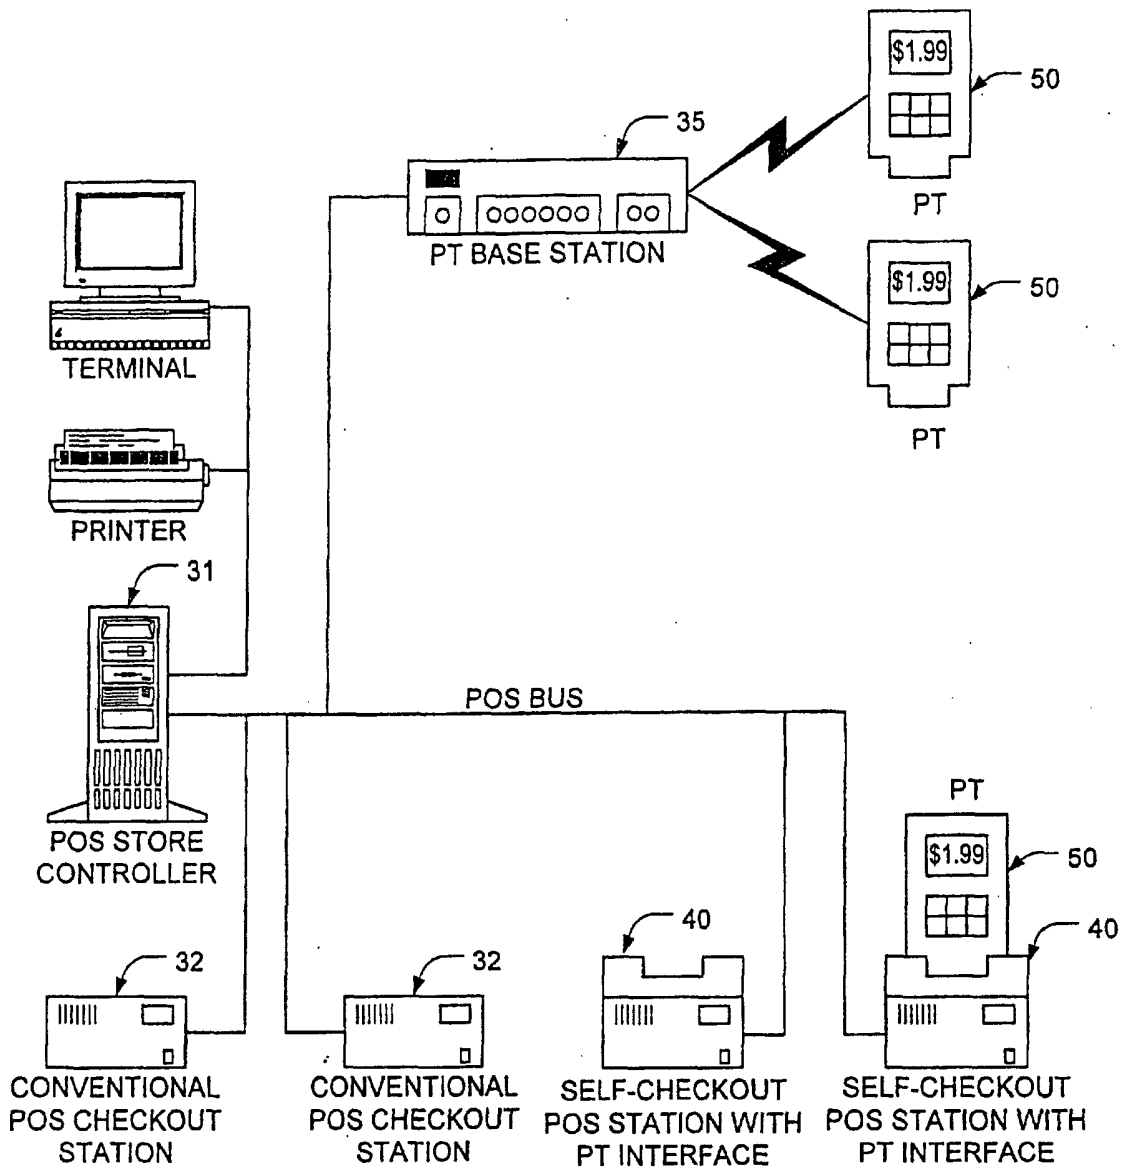 $1.99
50
PT
35
PT BASE STATION
$1.99
50
PT
TERMINAL
PRINTER
31
POS STORE
CONTROLLER
POS BUS
PT
$1.99
50
32
CONVENTIONAL
POS CHECKOUT
STATION
32
CONVENTIONAL
POS CHECKOUT
STATION
40
SELF-CHECKOUT
POS STATION WITH
PT INTERFACE
40
SELF-CHECKOUT
POS STATION WITH
PT INTERFACE